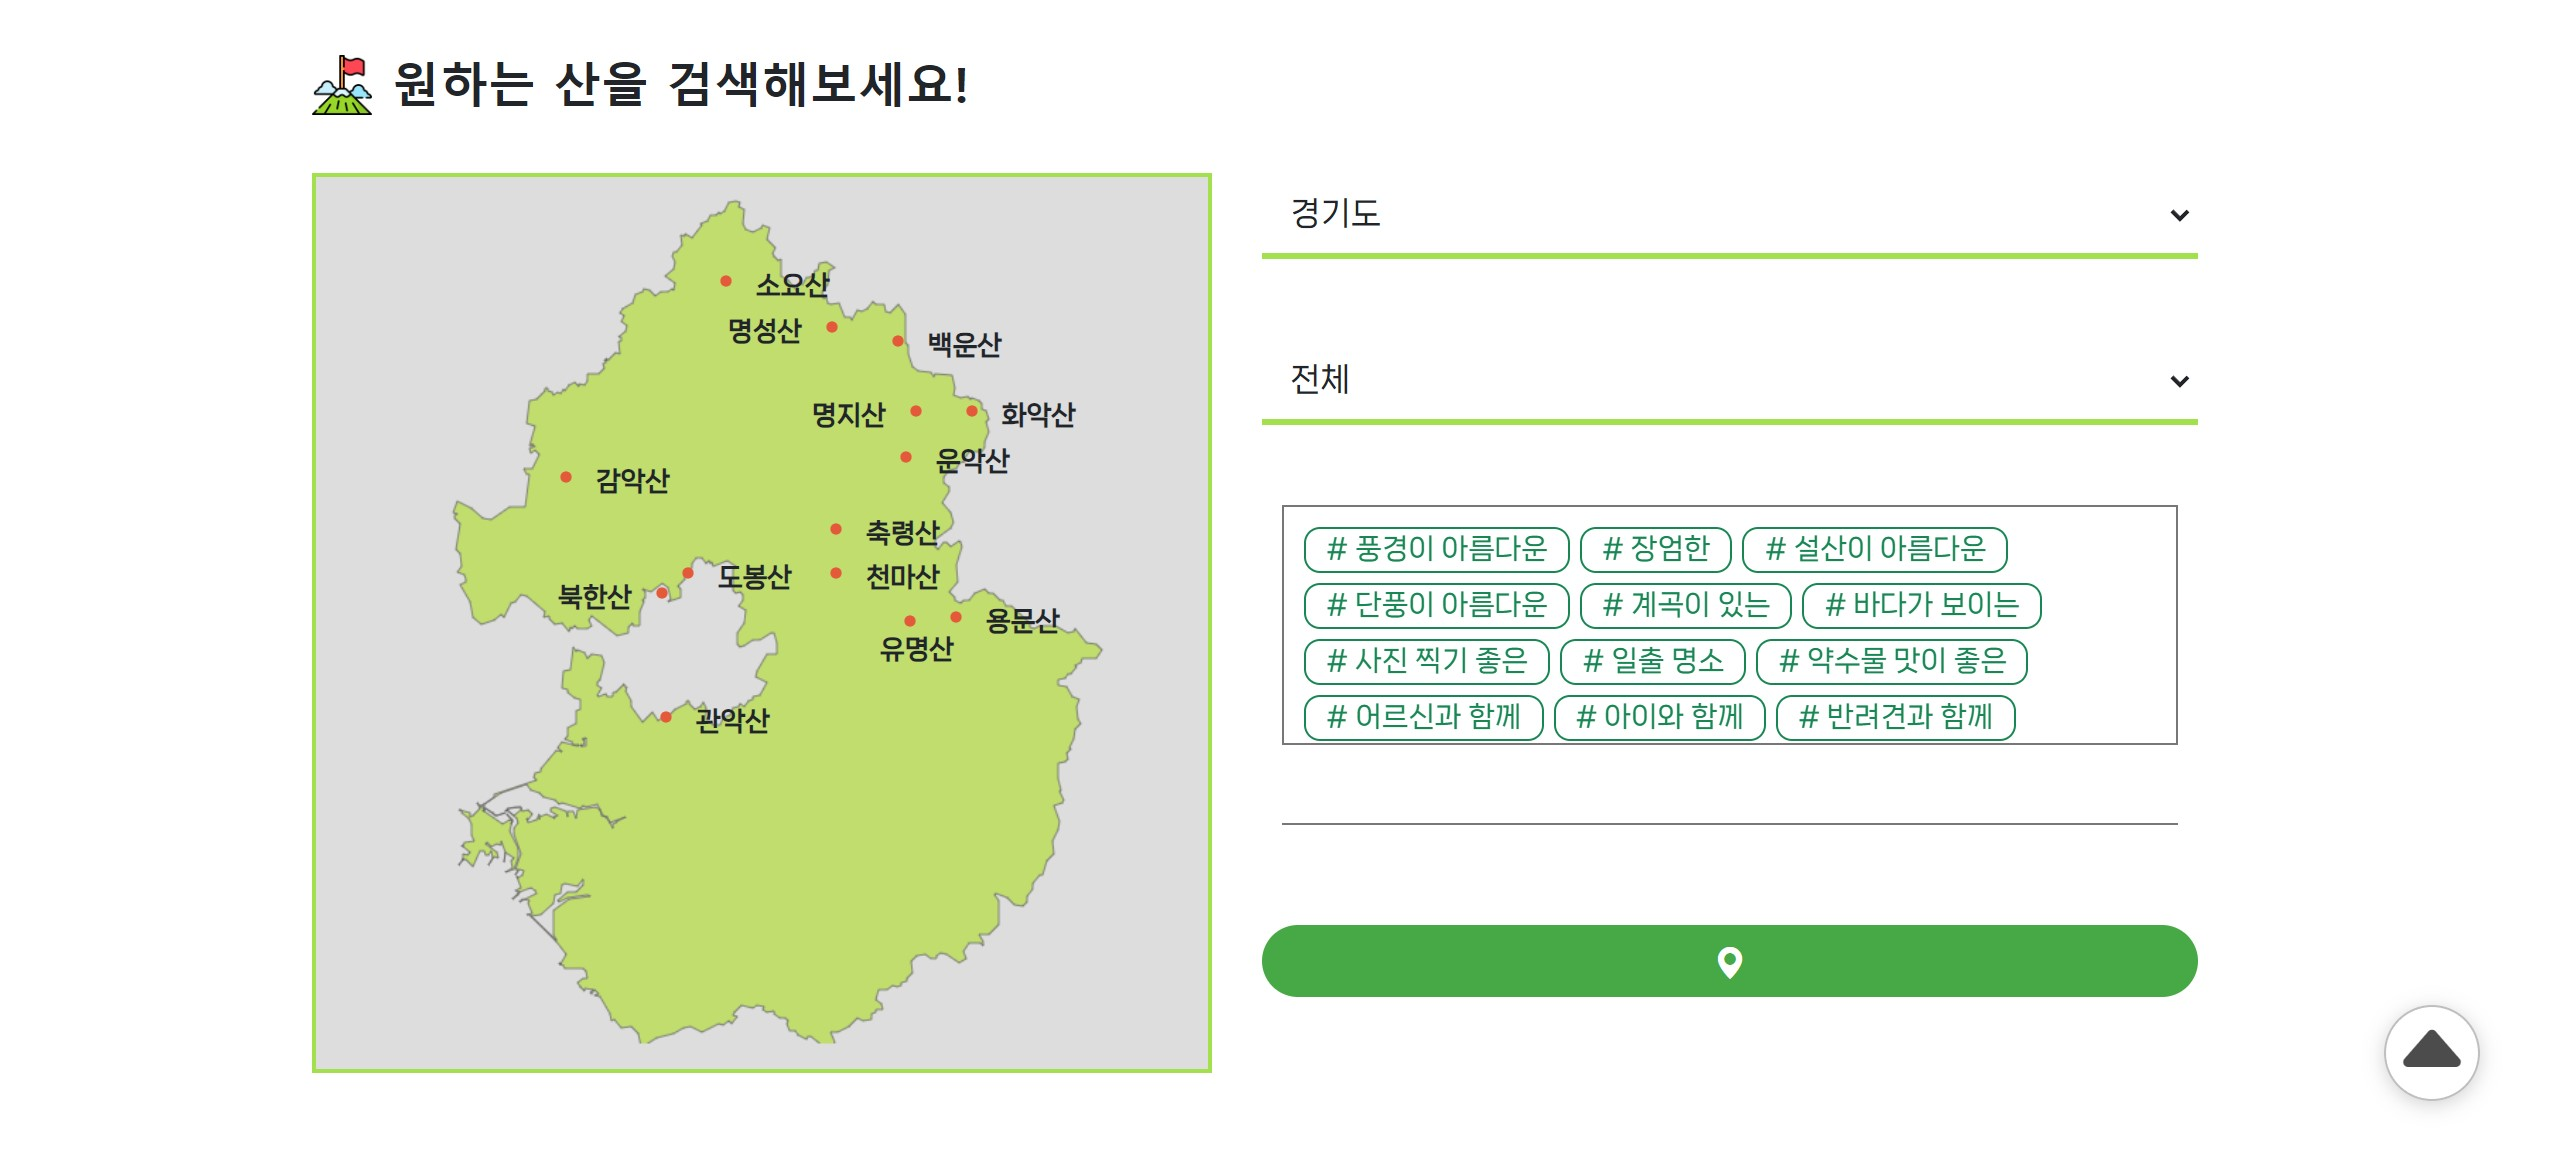 원하는 산을 검색해보세요!
소요산
명성산
백운산
명지산
화악산
운악산
감악산
축령산
도봉산
천마산
북한산
용문산
유명산
관악산
경기도
전체
# 풍경이 아름다운 # 장엄한 # 설산이 아름다운
# 단풍이 아름다운 # 계곡이 있는 # 바다가 보이는
# 사진 찍기 좋은 # 일출 명소 # 약수물 맛이 좋은
# 어르신과 함께 # 아이와 함께 # 반려견과 함께